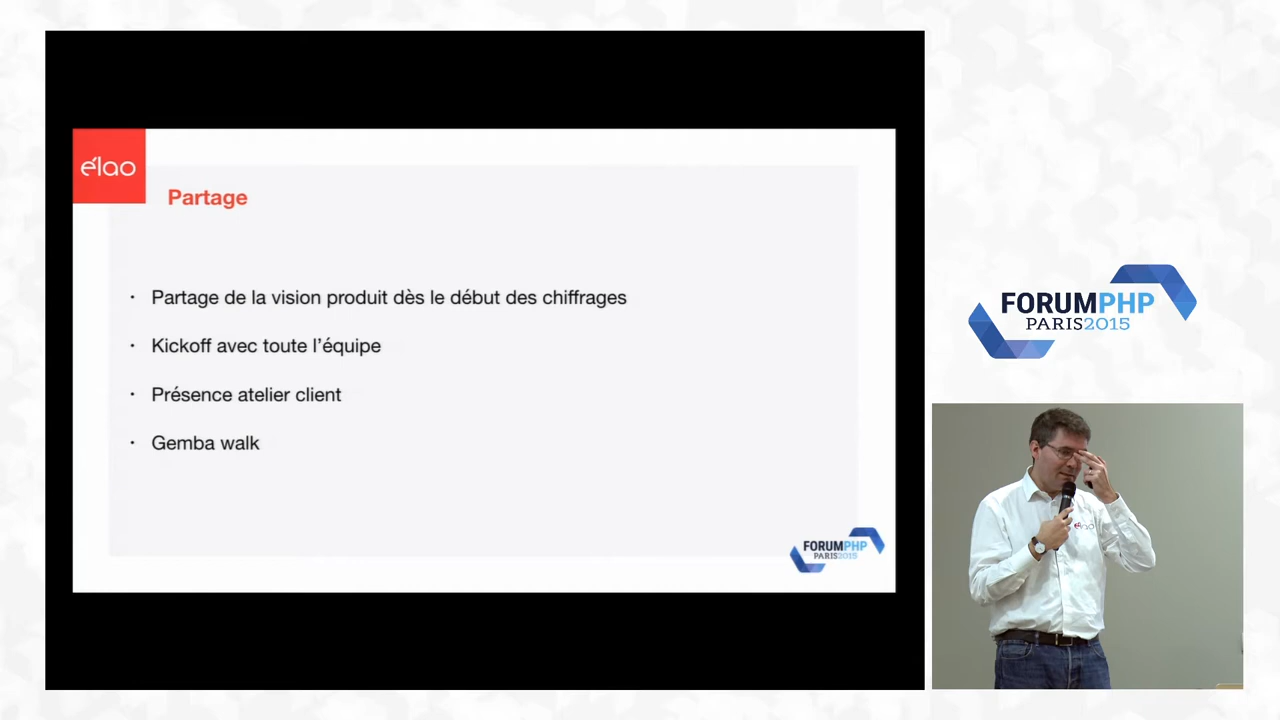 élao
Partage
· Partage de la vision produit dès le début des chiffrages
· Kickoff avec toute l'équipe
· Présence atelier client
· Gemba walk
FORUMPHP
PARIS2015
FORUMPHP
PARIS2015
élao